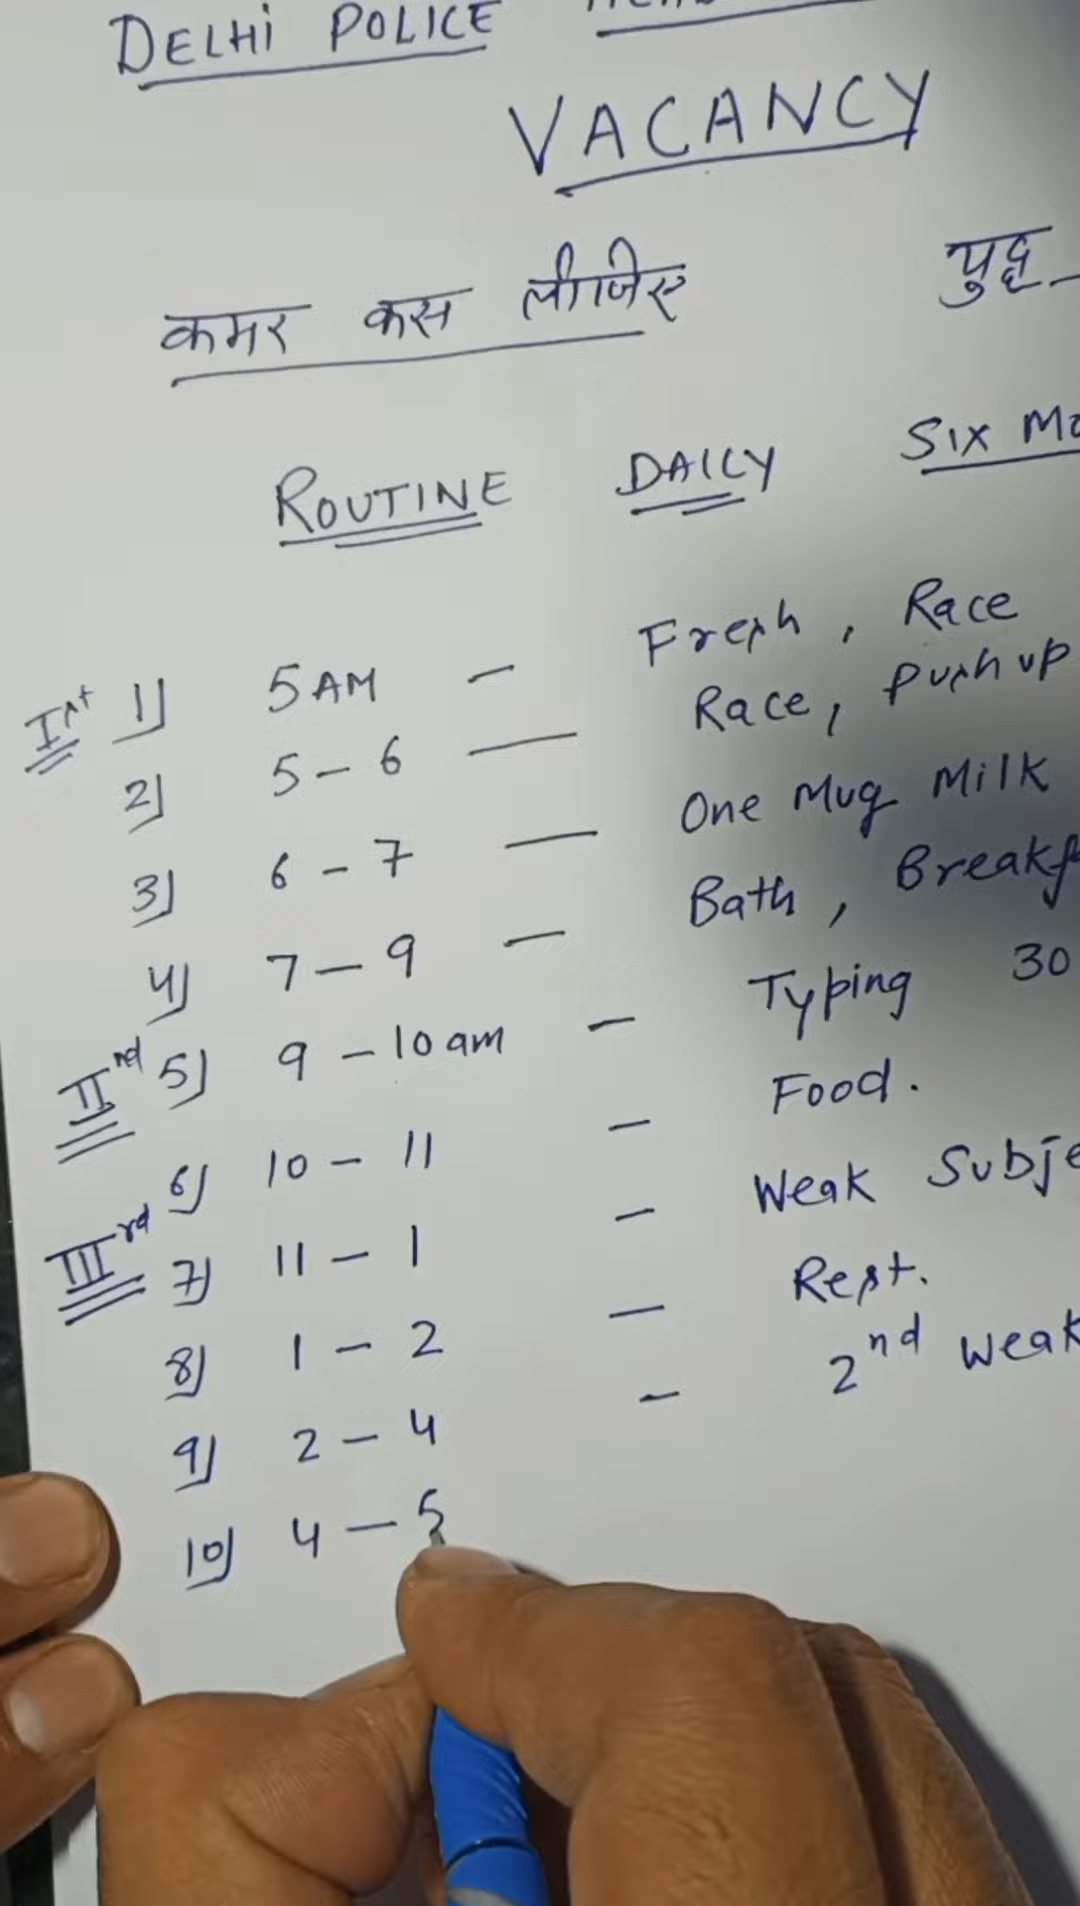 DELHI POLICE
VACANCY
कमर कस लीजिए युद्ध
ROUTINE DAILY SIX
Ist 1) 5 AM — Fresh, Race
2) 5 - 6 — Race, Push up
3) 6 - 7 — One Mug Milk
4) 7 - 9 — Bath,
IInd 5) 9 - 10 am — Typing 30
6) 10 - 11 — Food.
IIIrd 7) 11 - 1 — Weak
8) 1 - 2 — Rest.
9) 2 - 4 — 2nd Weak
10) 4 - 5